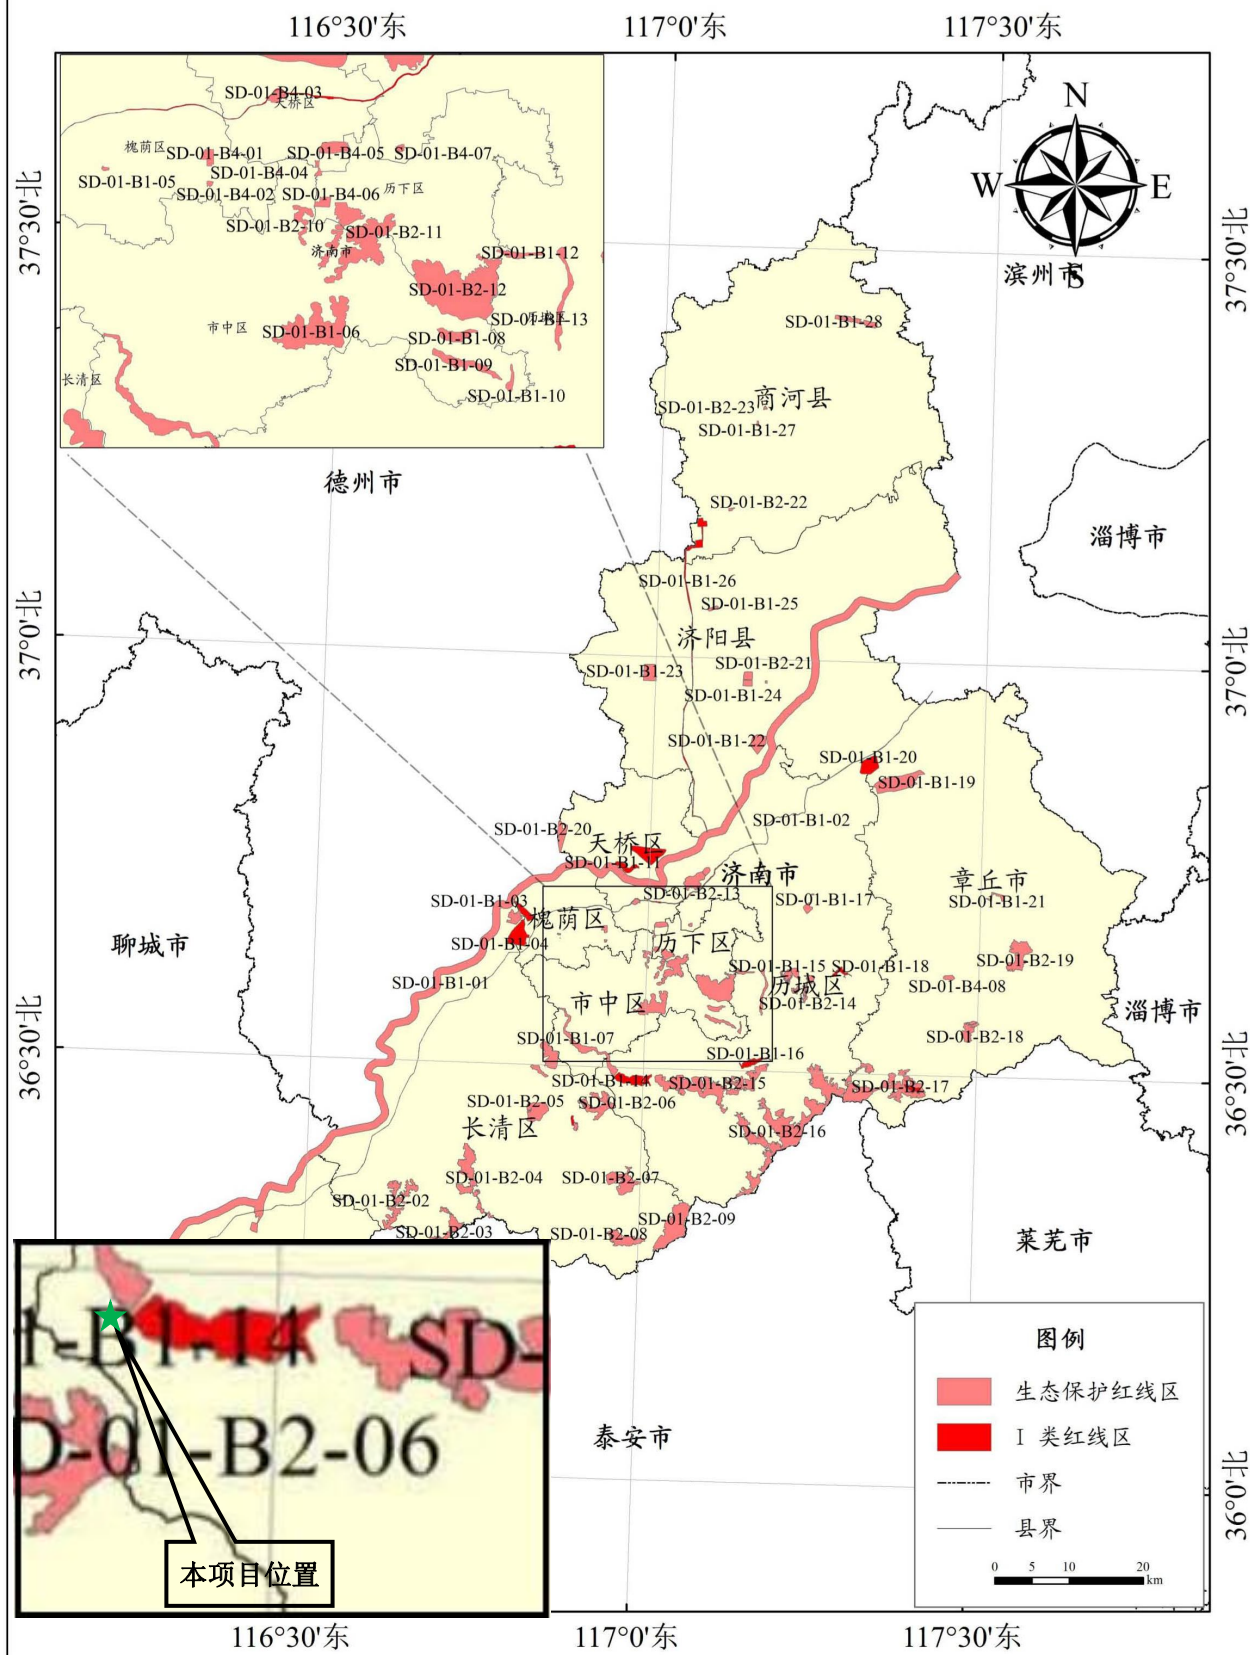 116°30'东
117°0'东
117°30'东
SD-01-B4-03
天桥区
槐荫区
SD-01-B4-01
SD-01-B4-05
SD-01-B4-07
SD-01-B4-04
SD-01-B1-05
SD-01-B4-02
SD-01-B4-06
历下区
SD-01-B2-10
SD-01-B2-11
济南市
SD-01-B1-12
SD-01-B2-12
SD-01-B1-13
历城区
市中区
SD-01-B1-06
SD-01-B1-08
SD-01-B1-09
长清区
SD-01-B1-10
N
W
E
S
37°30'北
37°30'北
滨州市
SD-01-B1-28
商河县
SD-01-B2-23
SD-01-B1-27
德州市
SD-01-B2-22
淄博市
SD-01-B1-26
SD-01-B1-25
37°0'北
37°0'北
济阳县
SD-01-B1-23
SD-01-B2-21
SD-01-B1-24
SD-01-B1-22
SD-01-B1-20
SD-01-B1-19
SD-01-B1-02
SD-01-B2-20
天桥区
SD-01-B1-11
济南市
章丘市
SD-01-B2-13
SD-01-B1-17
SD-01-B1-21
SD-01-B1-03
槐荫区
聊城市
SD-01-B1-04
历下区
SD-01-B2-19
SD-01-B1-15
SD-01-B1-18
SD-01-B1-01
历城区
SD-01-B4-08
市中区
SD-01-B2-14
淄博市
SD-01-B1-07
SD-01-B2-18
36°30'北
36°30'北
SD-01-B1-16
SD-01-B1-14
SD-01-B2-15
SD-01-B2-17
SD-01-B2-05
SD-01-B2-06
长清区
SD-01-B2-16
SD-01-B2-04
SD-01-B2-07
SD-01-B2-02
SD-01-B2-09
SD-01-B2-03
SD-01-B2-08
莱芜市
1-B1-14
SD-
D-01-B2-06
本项目位置
泰安市
图例
生态保护红线区
I 类红线区
市界
县界
0 5 10 20
km
36°0'北
116°30'东
117°0'东
117°30'东